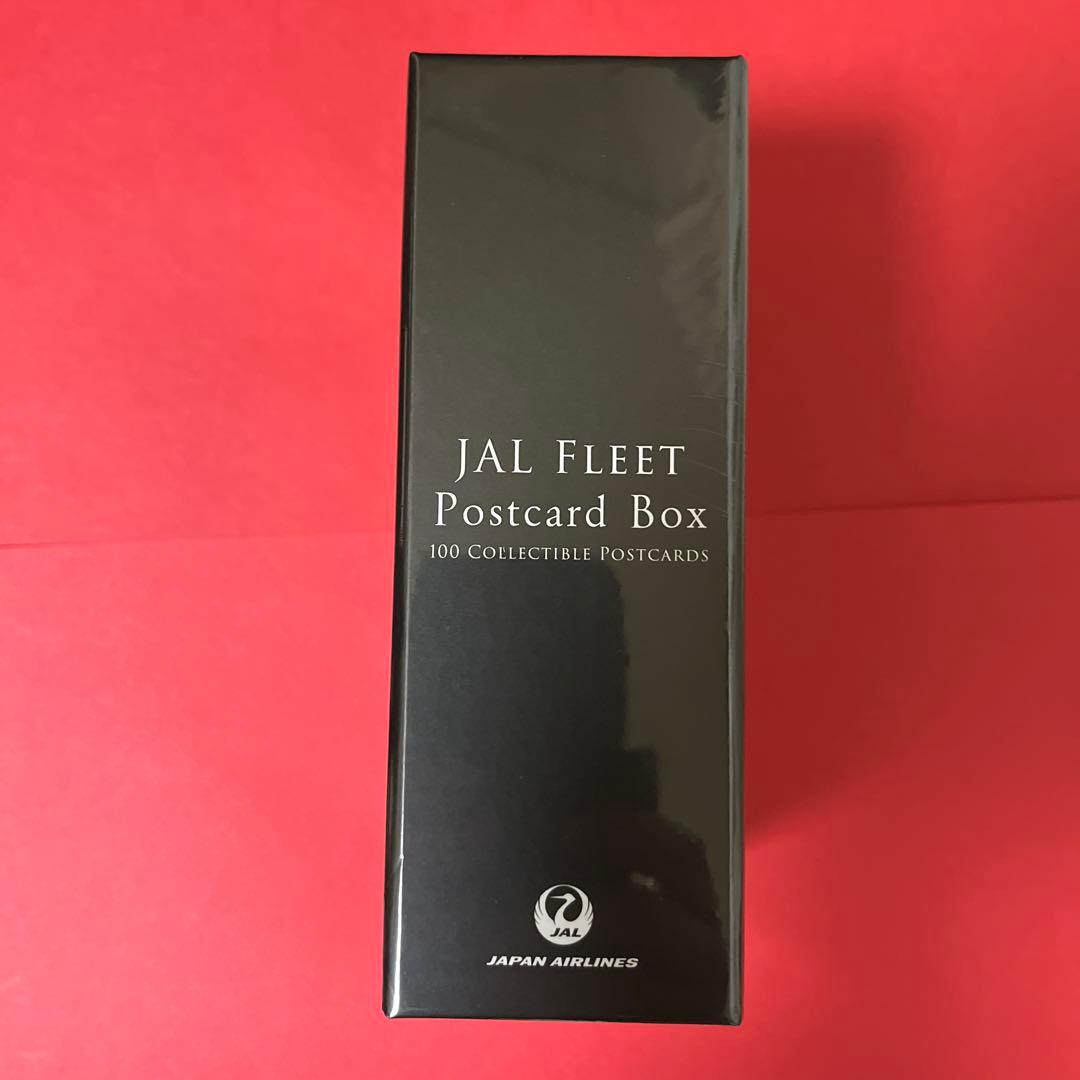 JAL FLEET
Postcard Box
100 COLLECTIBLE POSTCARDS
JAL
JAPAN AIRLINES